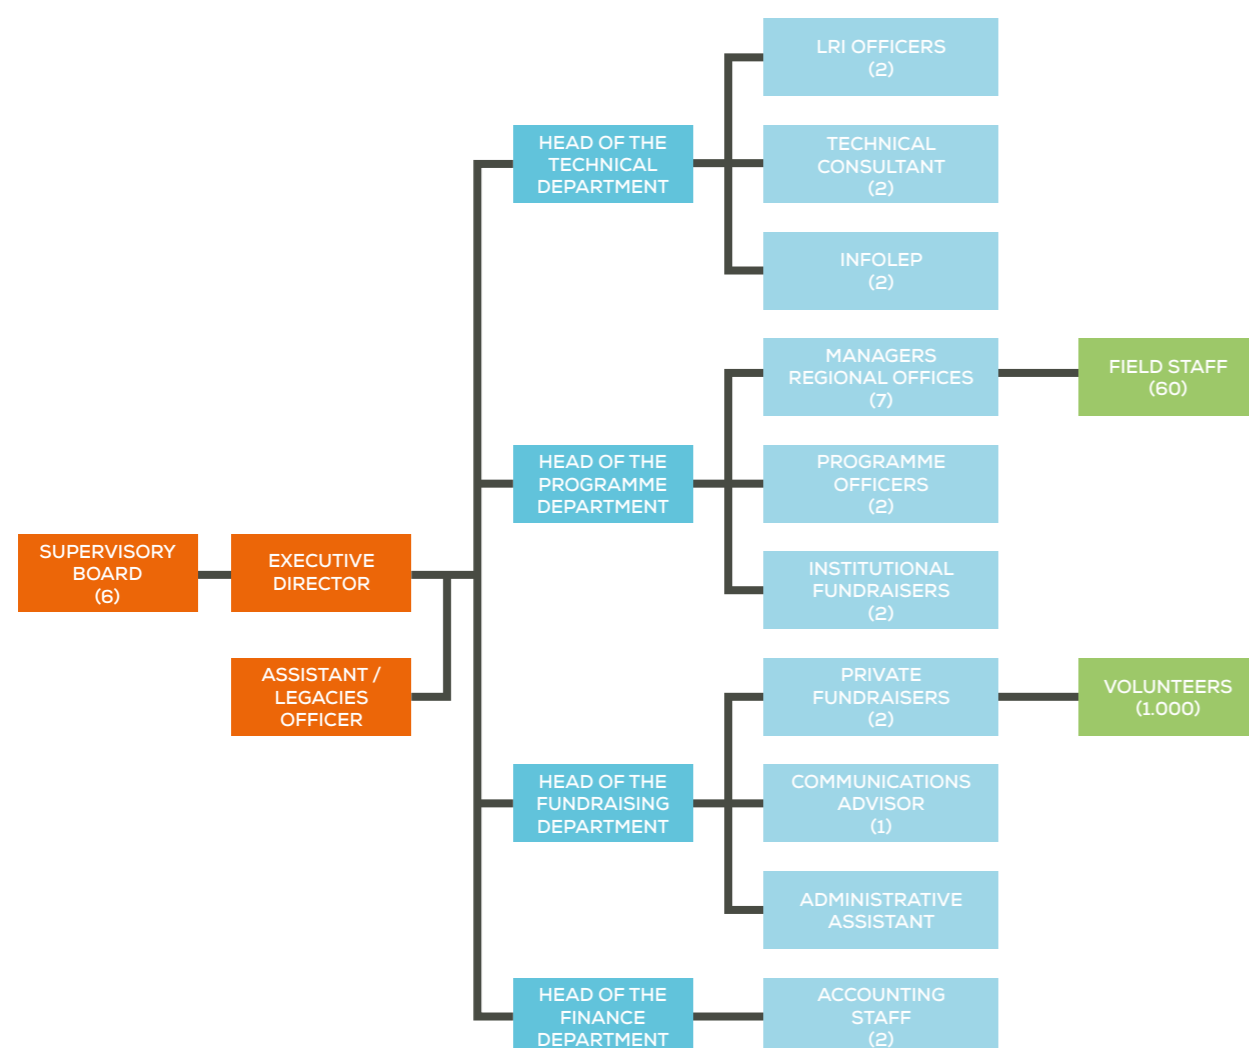 LRI OFFICERS
(2)
HEAD OF THE
TECHNICAL
DEPARTMENT
TECHNICAL
CONSULTANT
(2)
INFOLEP
(2)
MANAGERS
REGIONAL OFFICES
(7)
FIELD STAFF
(60)
HEAD OF THE
PROGRAMME
DEPARTMENT
PROGRAMME
OFFICERS
(2)
SUPERVISORY
BOARD
(6)
EXECUTIVE
DIRECTOR
INSTITUTIONAL
FUNDRAISERS
(2)
ASSISTANT /
LEGACIES
OFFICER
PRIVATE
FUNDRAISERS
(2)
VOLUNTEERS
(1.000)
HEAD OF THE
FUNDRAISING
DEPARTMENT
COMMUNICATIONS
ADVISOR
(1)
ADMINISTRATIVE
ASSISTANT
HEAD OF THE
FINANCE
DEPARTMENT
ACCOUNTING
STAFF
(2)